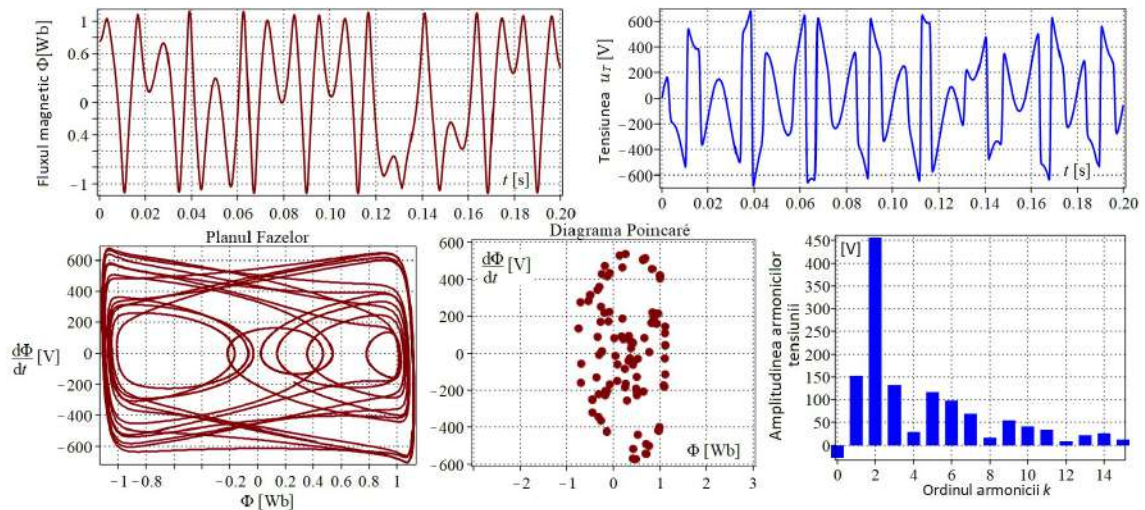 Fluxul magnetic Φ[Wb]
1
0.6
0
0.4
−1
t [s]
0 0.02 0.04 0.06 0.08 0.10 0.12 0.14 0.16 0.18 0.20
Tensiunea u_T [V]
600
400
200
0
−200
−400
−600
t [s]
0 0.02 0.04 0.06 0.08 0.10 0.12 0.14 0.16 0.18 0.20
Planul Fazelor
dΦ/dt [V]
600
400
200
0
−200
−400
−600
−1 −0.8 −0.2 0 0.2 0.4 0.6 0.8 1
Φ [Wb]
Diagrama Poincaré
dΦ/dt [V]
600
400
200
0
−200
−400
−600
Φ [Wb]
−2 −1 0 1 2 3
Amplitudinea armonicilor
tensiunii
[V]
450
400
350
300
250
200
150
100
50
0
0 2 4 6 8 10 12 14
Ordinul armonicii k